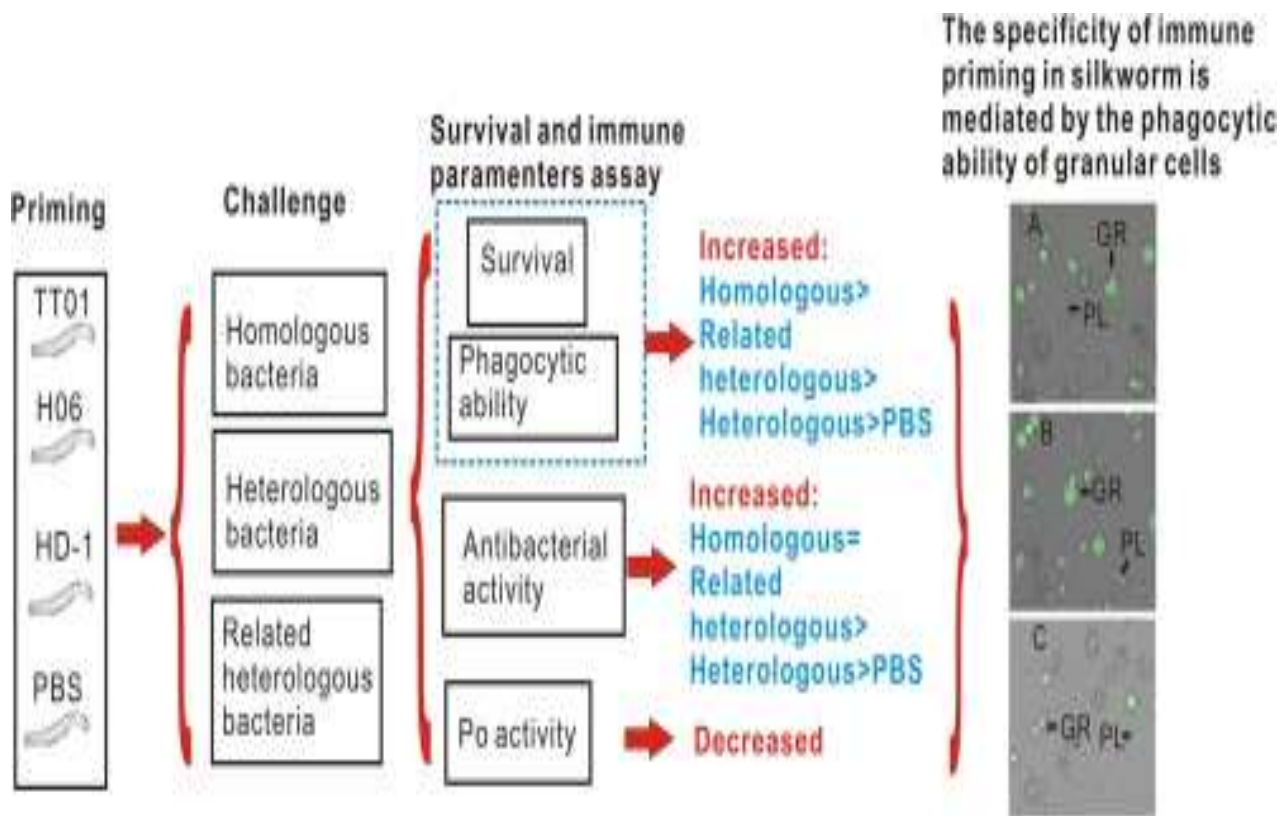 The specificity of immune
priming in silkworm is
mediated by the phagocytic
ability of granular cells
Survival and immune
paramenters assay
Priming
Challenge
TT01
H06
HD-1
PBS
Homologous
bacteria
Heterologous
bacteria
Related
heterologous
bacteria
Survival
Phagocytic
ability
Antibacterial
activity
Po activity
Increased:
Homologous>
Related
heterologous>
Heterologous>PBS
Increased:
Homologous=
Related
heterologous>
Heterologous>PBS
Decreased
A
GR
PL
B
GR
PL
C
GR
PL